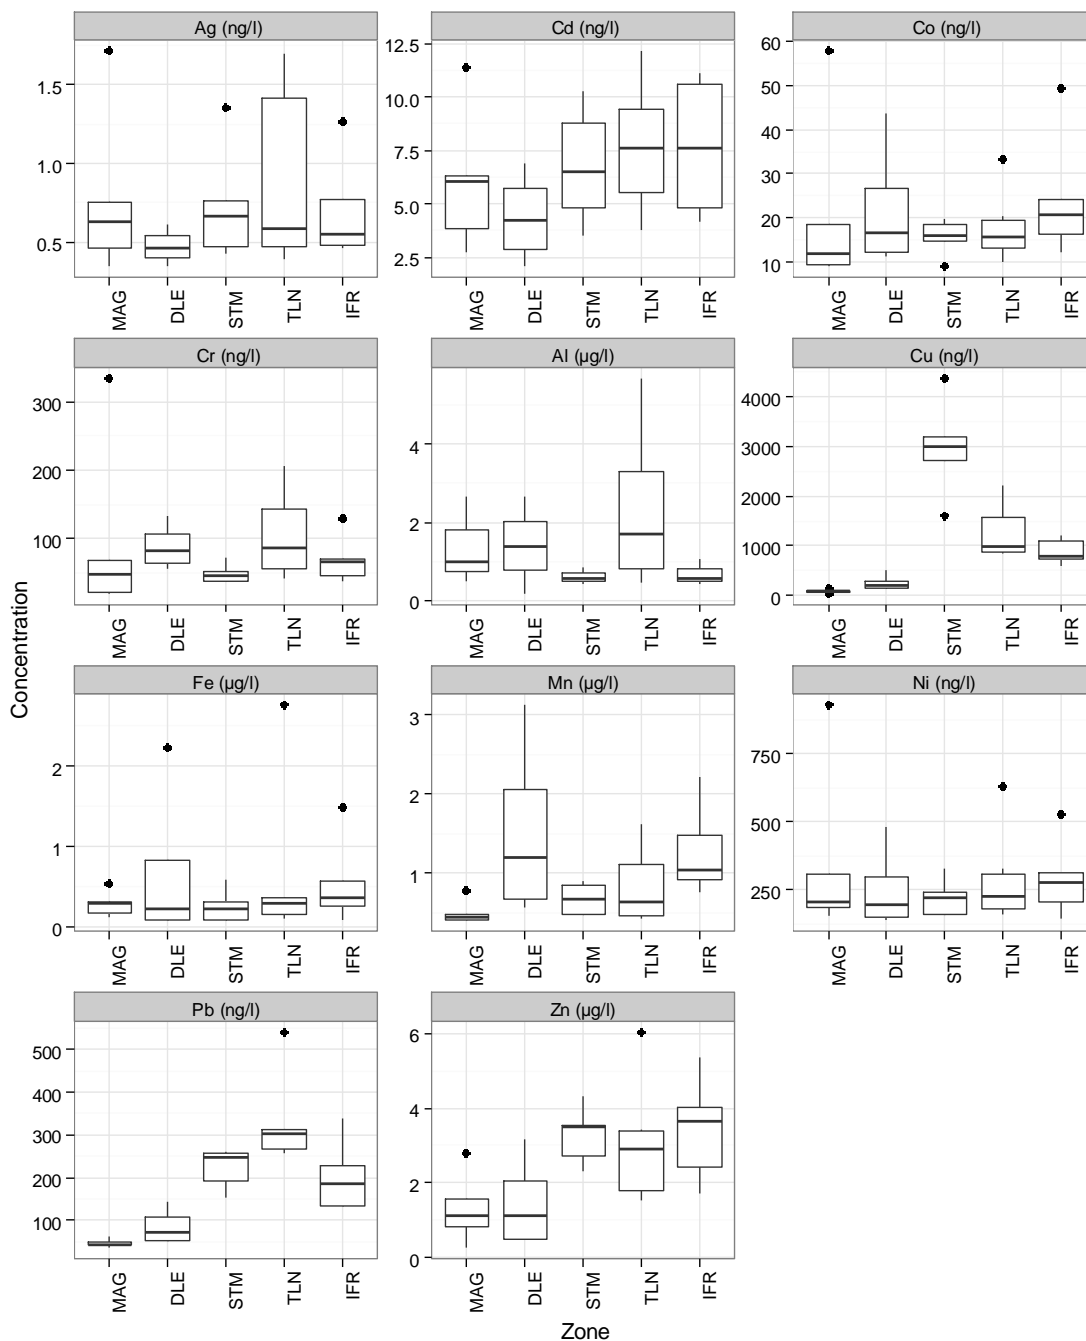 Ag (ng/l)
Cd (ng/l)
Co (ng/l)
1.5
1.0
0.5
12.5
10.0
7.5
5.0
2.5
60
50
40
30
20
10
MAG DLE STM TLN IFR
MAG DLE STM TLN IFR
MAG DLE STM TLN IFR
Cr (ng/l)
Al (µg/l)
Cu (ng/l)
300
200
100
4
2
0
4000
3000
2000
1000
0
MAG DLE STM TLN IFR
MAG DLE STM TLN IFR
MAG DLE STM TLN IFR
Concentration
Fe (µg/l)
Mn (µg/l)
Ni (ng/l)
2
1
0
3
2
1
750
500
250
MAG DLE STM TLN IFR
MAG DLE STM TLN IFR
MAG DLE STM TLN IFR
Pb (ng/l)
Zn (µg/l)
500
400
300
200
100
6
4
2
0
MAG DLE STM TLN IFR
MAG DLE STM TLN IFR
Zone